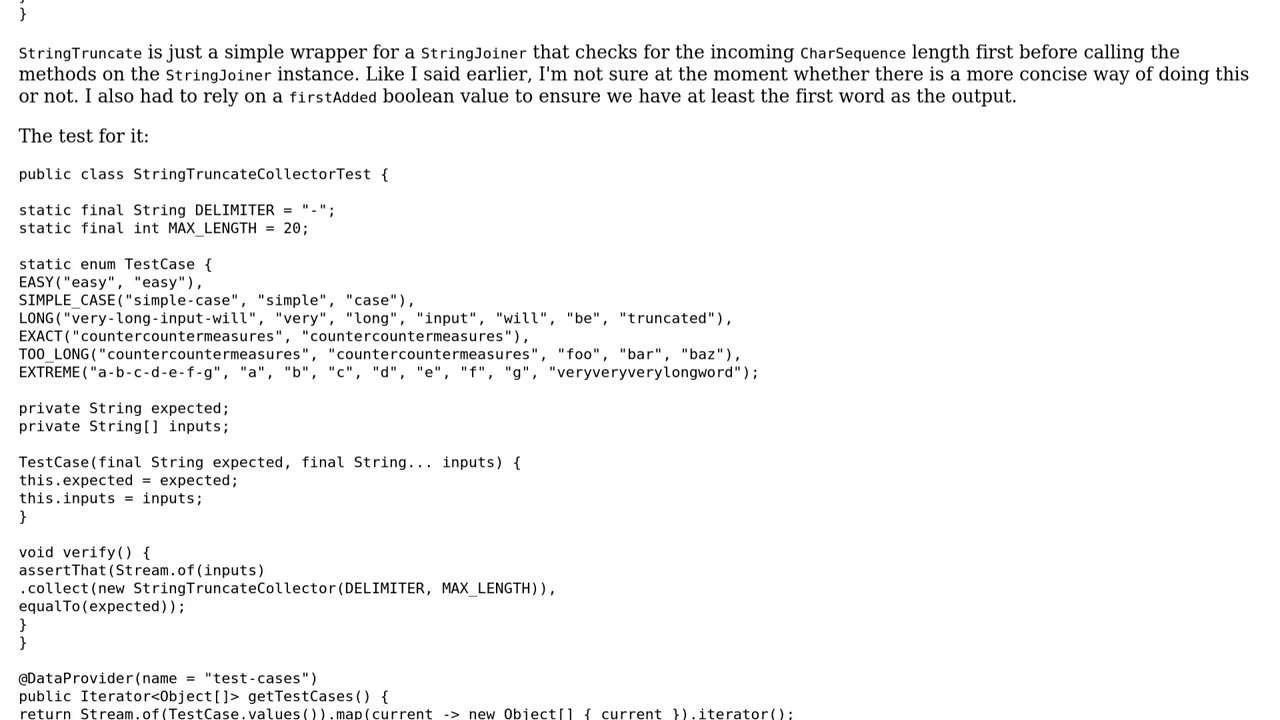 }
StringTruncate is just a simple wrapper for a StringJoiner that checks for the incoming CharSequence length first before calling the
methods on the StringJoiner instance. Like I said earlier, I'm not sure at the moment whether there is a more concise way of doing this
or not. I also had to rely on a firstAdded boolean value to ensure we have at least the first word as the output.
The test for it:
public class StringTruncateCollectorTest {
static final String DELIMITER = "-";
static final int MAX_LENGTH = 20;
static enum TestCase {
EASY("easy", "easy"),
SIMPLE_CASE("simple-case", "simple", "case"),
LONG("very-long-input-will", "very", "long", "input", "will", "be", "truncated"),
EXACT("countercountermeasures", "countercountermeasures"),
TOO_LONG("countercountermeasures", "countercountermeasures", "foo", "bar", "baz"),
EXTREME("a-b-c-d-e-f-g", "a", "b", "c", "d", "e", "f", "g", "veryveryverylongword");
private String expected;
private String[] inputs;
TestCase(final String expected, final String... inputs) {
this.expected = expected;
this.inputs = inputs;
}
void verify() {
assertThat(Stream.of(inputs)
.collect(new StringTruncateCollector(DELIMITER, MAX_LENGTH)),
equalTo(expected));
}
}
@DataProvider(name = "test-cases")
public Iterator<Object[]> getTestCases() {
return Stream.of(TestCase.values()).map(current -> new Object[] { current }).iterator();